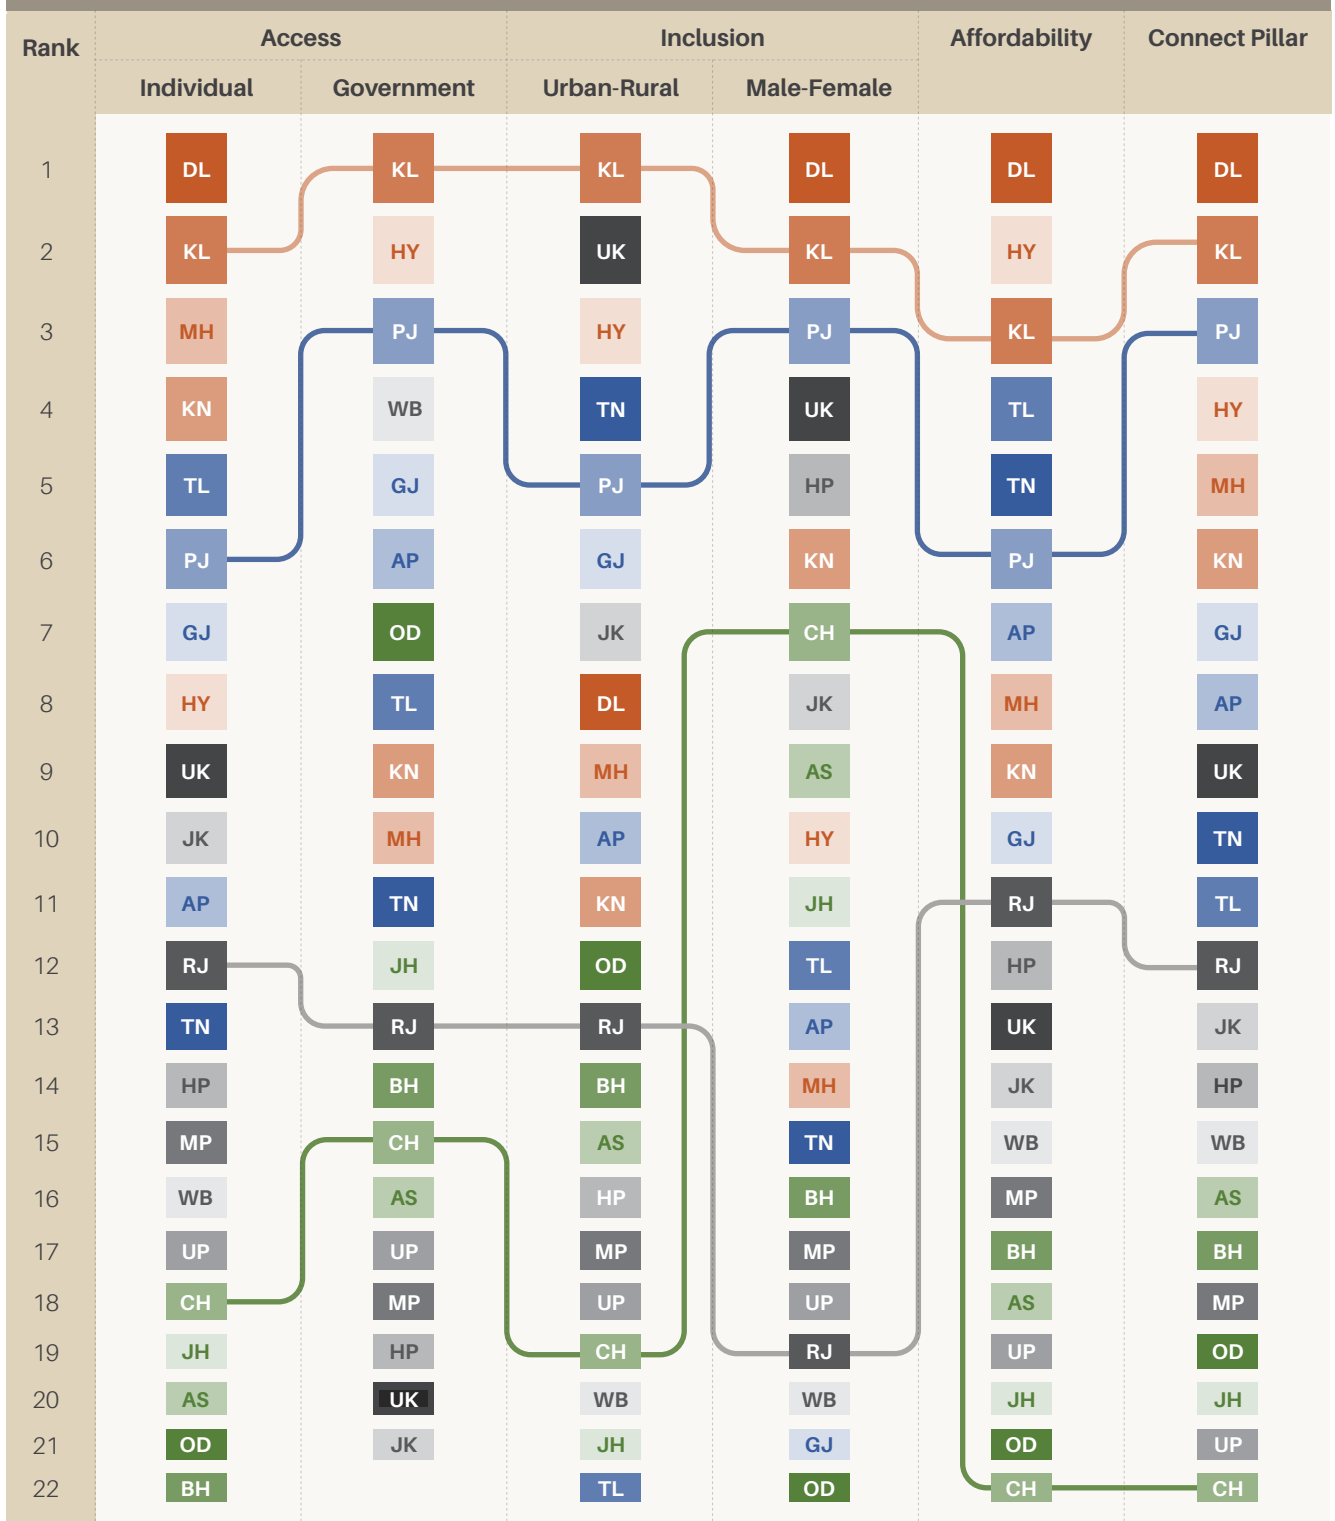 Rank Access Inclusion Affordability Connect Pillar
Individual Government Urban-Rural Male-Female
1 DL KL KL DL DL DL
2 KL HY UK KL HY KL
3 MH PJ HY PJ KL PJ
4 KN WB TN UK TL HY
5 TL GJ PJ HP TN MH
6 PJ AP GJ KN PJ KN
7 GJ OD JK CH AP GJ
8 HY TL DL JK MH AP
9 UK KN MH AS KN UK
10 JK MH AP HY GJ TN
11 AP TN KN JH RJ TL
12 RJ JH OD TL HP RJ
13 TN RJ RJ AP UK JK
14 HP BH BH MH JK HP
15 MP CH AS TN WB WB
16 WB AS HP BH MP AS
17 UP UP MP MP BH BH
18 CH MP UP UP AS MP
19 JH HP CH RJ UP OD
20 AS UK WB WB JH JH
21 OD JK JH GJ OD UP
22 BH TL OD CH CH